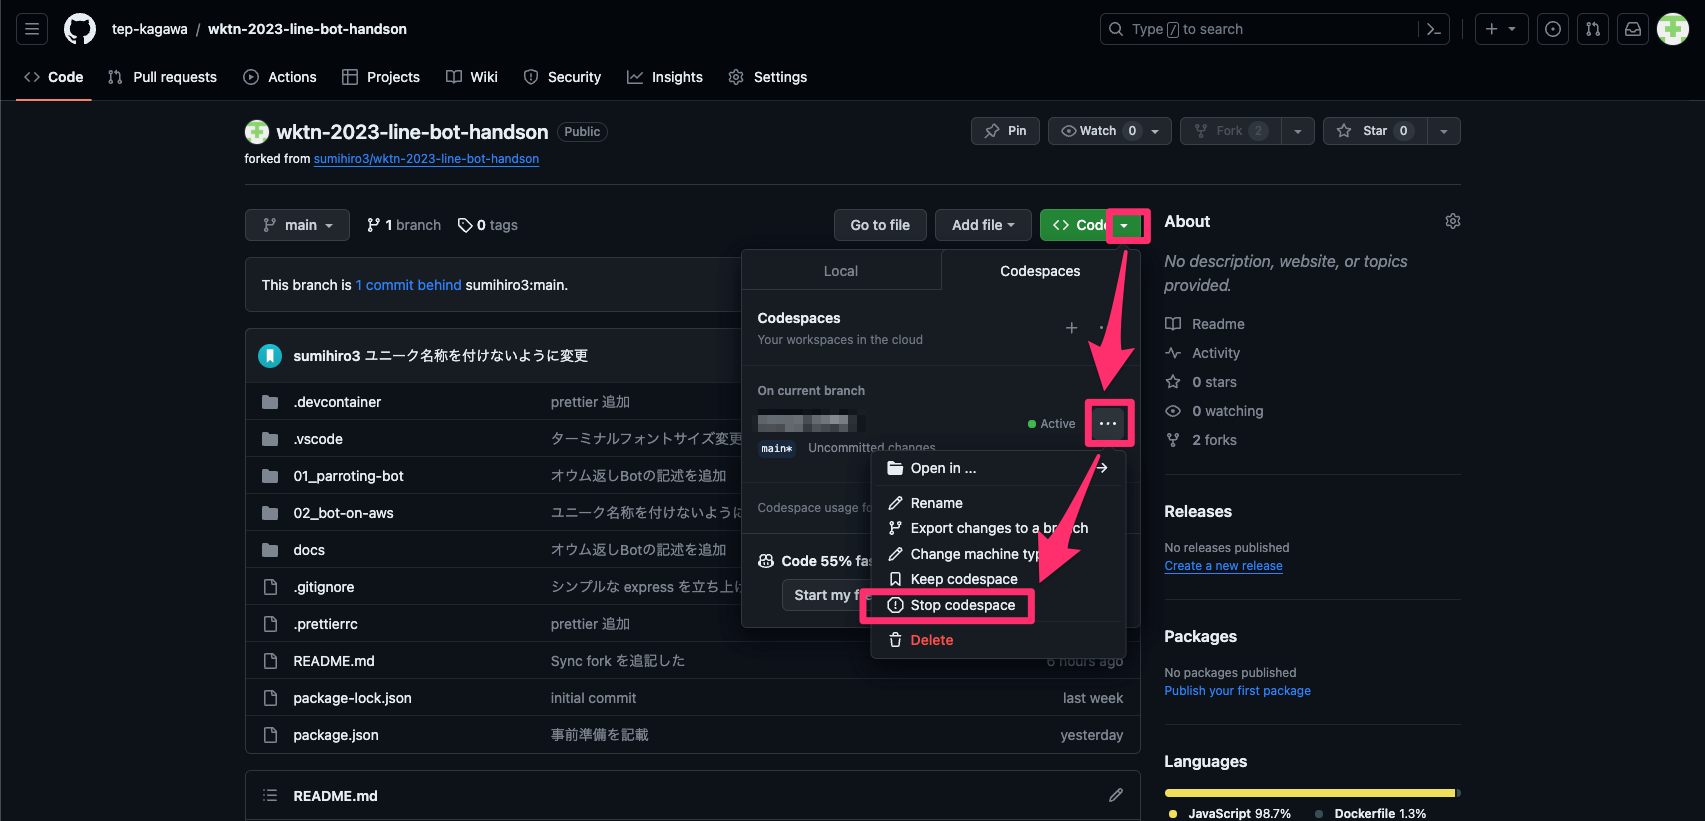 tep-kagawa / wktn-2023-line-bot-handson
Type / to search
Code
Pull requests
Actions
Projects
Wiki
Security
Insights
Settings
wktn-2023-line-bot-handson Public
forked from sumihiro3/wktn-2023-line-bot-handson
Pin
Watch 0
Fork 2
Star 0
main
1 branch
0 tags
Go to file
Add file
Code
This branch is 1 commit behind sumihiro3:main.
sumihiro3 ユニーク名称を付けないように変更
.devcontainer prettier 追加
.vscode ターミナルフォントサイズ変更
01_parroting-bot オウム返しBotの記述を追加
02_bot-on-aws ユニーク名称を付けないように
docs オウム返しBotの記述を追加
.gitignore シンプルな express を立ち上げ
.prettierrc prettier 追加
README.md Sync fork を追記した 6 hours ago
package-lock.json initial commit last week
package.json 事前準備を記載 yesterday
README.md
Local
Codespaces
Codespaces
Your workspaces in the cloud
On current branch
Active
main* Uncommitted changes
Codespace usage
Code 55%
Start my
Open in ...
Rename
Export changes to a
Change machine
Keep codespace
Stop codespace
Delete
About
No description, website, or topics
provided.
Readme
Activity
0 stars
0 watching
2 forks
Releases
No releases published
Create a new release
Packages
No packages published
Publish your first package
Languages
JavaScript 98.7%
Dockerfile 1.3%